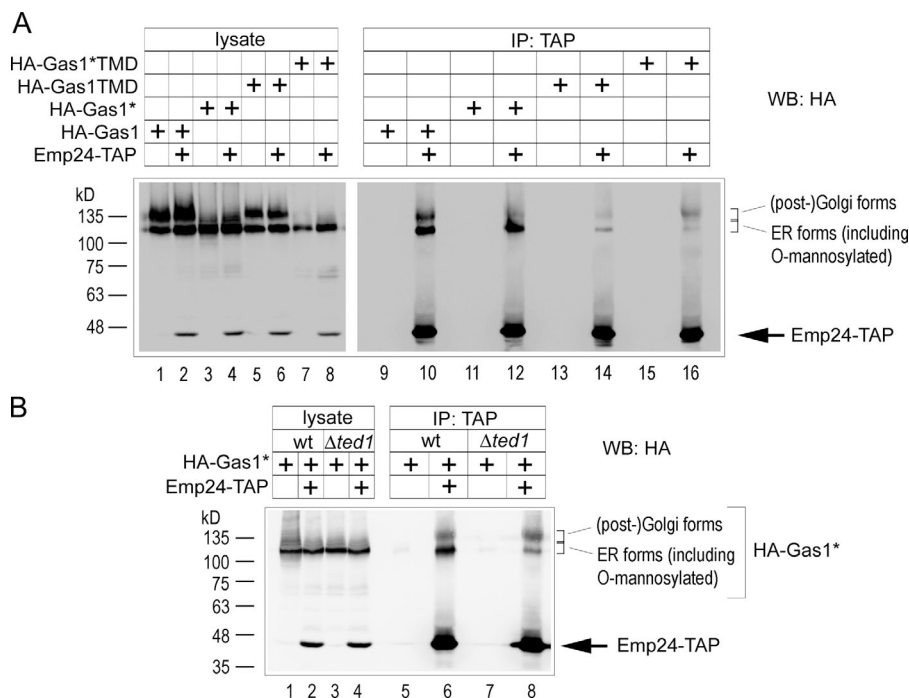 A
lysate
IP: TAP
HA-Gas1*TMD + + + +
HA-Gas1TMD + + + +
HA-Gas1* + + + +
HA-Gas1 + + + +
Emp24-TAP + + + + + + + +
WB: HA
kD
135
100
75
63
48
(post-)Golgi forms
ER forms (including
O-mannosylated)
Emp24-TAP
1 2 3 4 5 6 7 8 9 10 11 12 13 14 15 16
B
lysate
IP: TAP
wt Δted1 wt Δted1
WB: HA
HA-Gas1* + + + + + + + +
Emp24-TAP + + + +
kD
135
100
75
63
48
35
(post-)Golgi forms
ER forms (including
O-mannosylated)
HA-Gas1*
Emp24-TAP
1 2 3 4 5 6 7 8